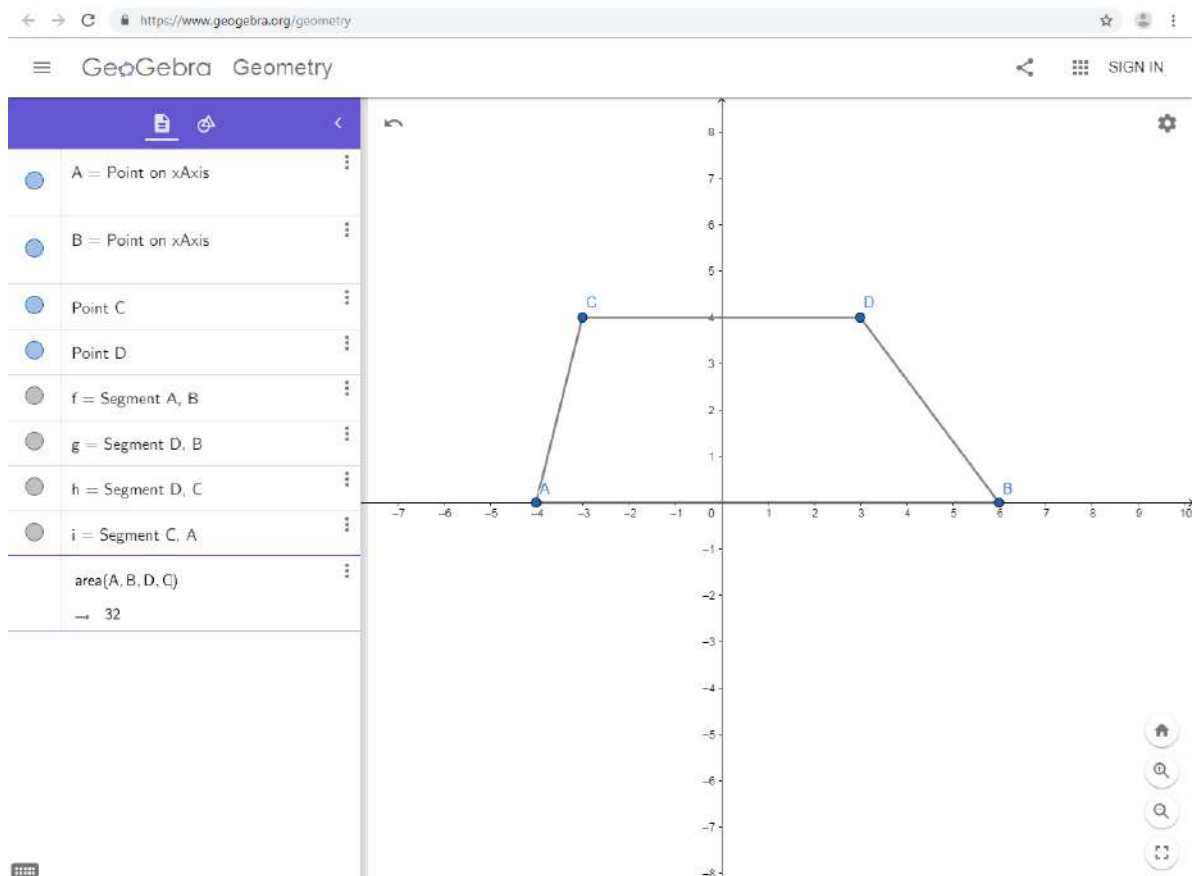 https://www.geogebra.org/geometry
GeoGebra Geometry
SIGN IN
A = Point on xAxis
B = Point on xAxis
Point C
Point D
f = Segment A, B
g = Segment D, B
h = Segment D, C
i = Segment C, A
area(A, B, D, C)
→ 32
8
7
6
5
C D
4
3
2
1
A B
-7 -6 -5 -4 -3 -2 -1 0 1 2 3 4 5 6 7 8 9 10
-1
-2
-3
-4
-5
-6
-7
-8